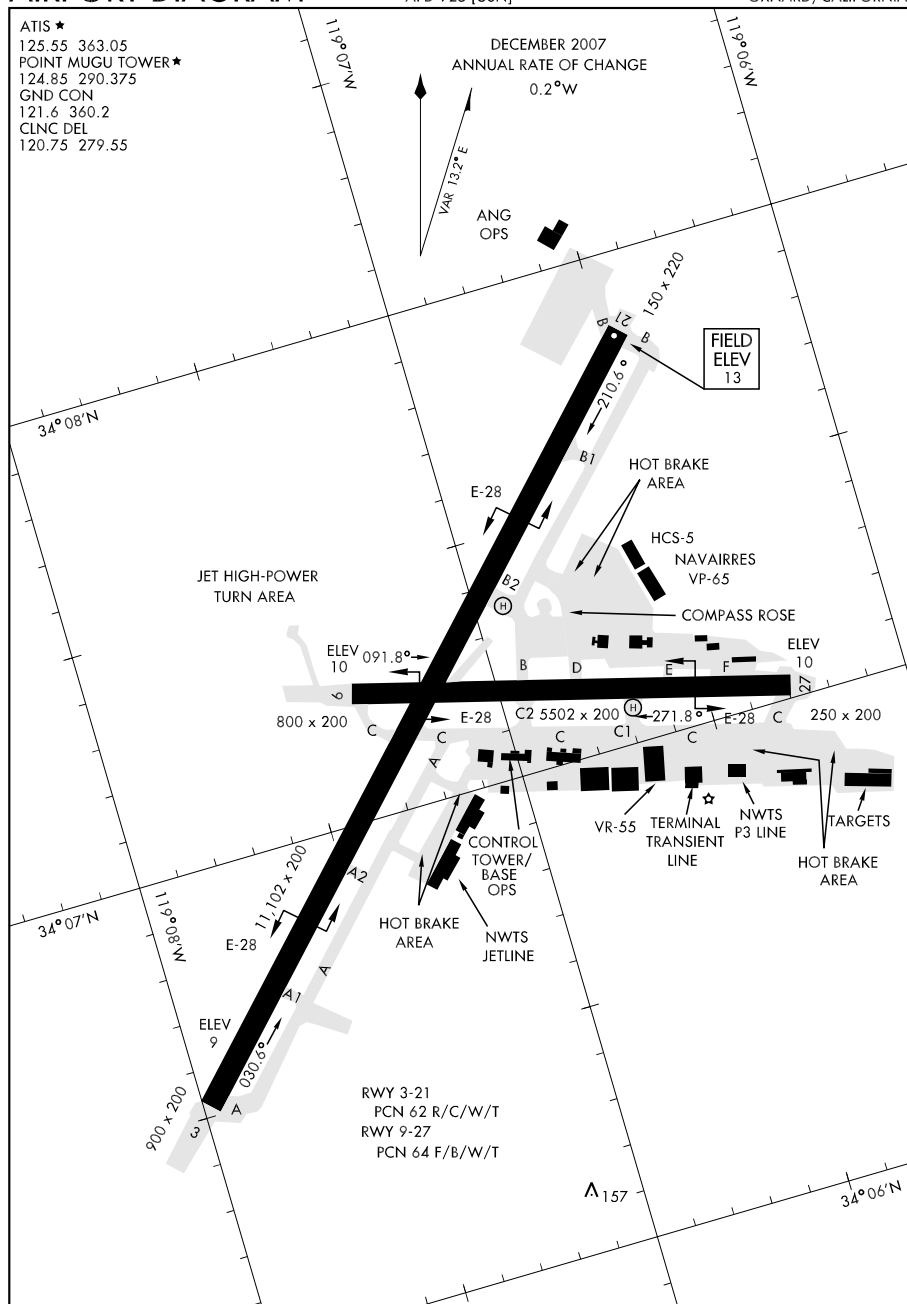 ATIS ★
125.55 363.05
POINT MUGU TOWER★
124.85 290.375
GND CON
121.6 360.2
CLNC DEL
120.75 279.55
119°07'W
119°06'W
DECEMBER 2007
ANNUAL RATE OF CHANGE
0.2°W
VAR 13.2° E
ANG
OPS
150 x 220
21
B
B
FIELD
ELEV
13
210.6°
34°08'N
B1
HOT BRAKE
AREA
E-28
HCS-5
NAVAIRRES
VP-65
JET HIGH-POWER
TURN AREA
B2
H
COMPASS ROSE
ELEV
10
091.8°
B
D
E
F
ELEV
10
9
27
800 x 200
C
E-28
C
C2
5502 x 200
H
C1
271.8°
E-28
C
250 x 200
C
C
A
VR-55
TERMINAL
TRANSIENT
LINE
NWTS
P3 LINE
TARGETS
HOT BRAKE
AREA
CONTROL
TOWER/
BASE
OPS
11,102 x 200
A2
34°07'N
119°08'W
HOT BRAKE
AREA
NWTS
JETLINE
E-28
A
A1
ELEV
9
030.6°
900 x 200
3
A
RWY 3-21
PCN 62 R/C/W/T
RWY 9-27
PCN 64 F/B/W/T
157
34°06'N